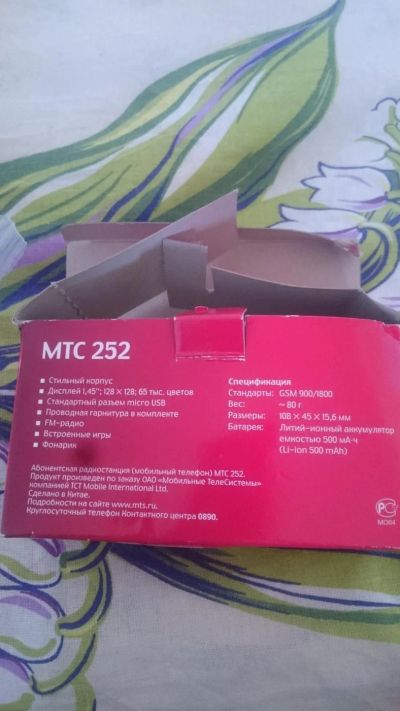 МТС 252
Стильный корпус
Дисплей 1,45"; 128 × 128; 65 тыс. цветов
Стандартный разъем micro USB
Проводная гарнитура в комплекте
FM-радио
Встроенные игры
Фонарик
Спецификация
Стандарты: GSM 900/1800
Вес: ~ 80 г
Размеры: 108 × 45 × 15,6 мм
Батарея: Литий-ионный аккумулятор
емкостью 500 мА·ч
(Li-ion 500 mAh)
Абонентская радиостанция (мобильный телефон) МТС 252.
Продукт произведен по заказу ОАО «Мобильные ТелеСистемы»
компанией TCT Mobile International Ltd.
Сделано в Китае.
Подробности на сайте www.mts.ru.
Круглосуточный телефон Контактного центра 0890.
РС
МО04